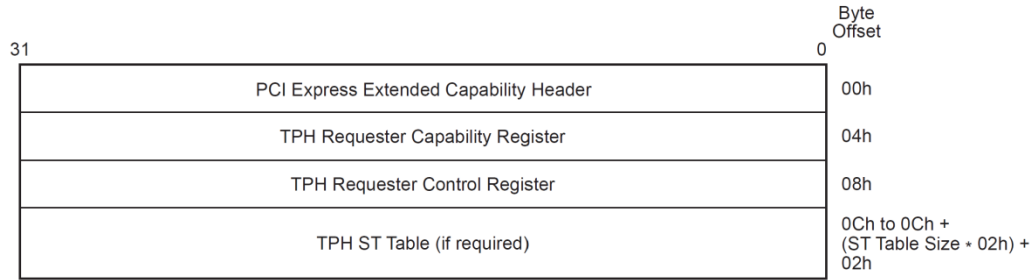 Byte
Offset
31 0
PCI Express Extended Capability Header 00h
TPH Requester Capability Register 04h
TPH Requester Control Register 08h
TPH ST Table (if required) 0Ch to 0Ch +
(ST Table Size * 02h) +
02h